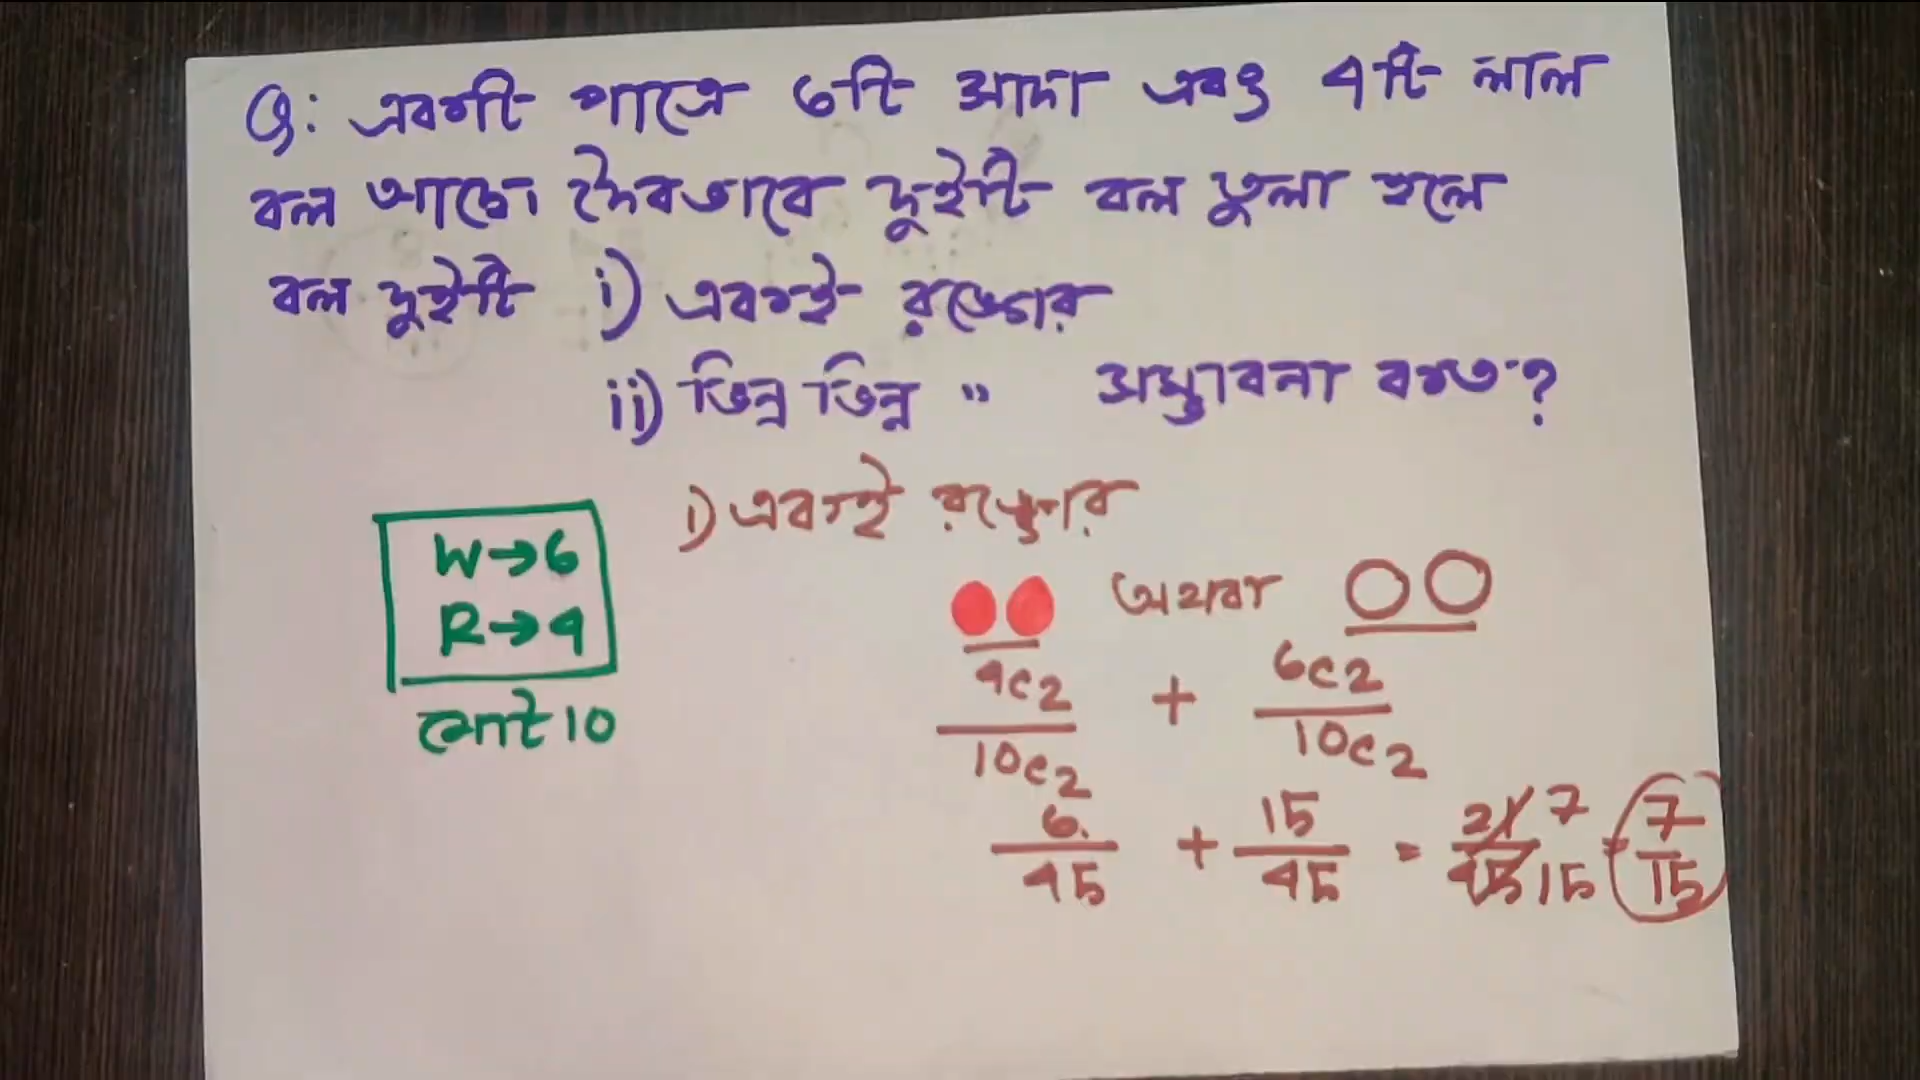 Q: একটি পাত্রে 6টি সাদা এবং 4টি লাল
বল আছে। দৈবভাবে দুইটি বল তুলা হলে
বল দুইটি i) একই রঙের
ii) ভিন্ন ভিন্ন " সম্ভাবনা কত?
i) একই রঙের
W→6
R→4
মোট 10
অথবা
4c2 + 6c2
10c2 10c2
6 + 15 = 21 7 = 7
45 45 45 15 15